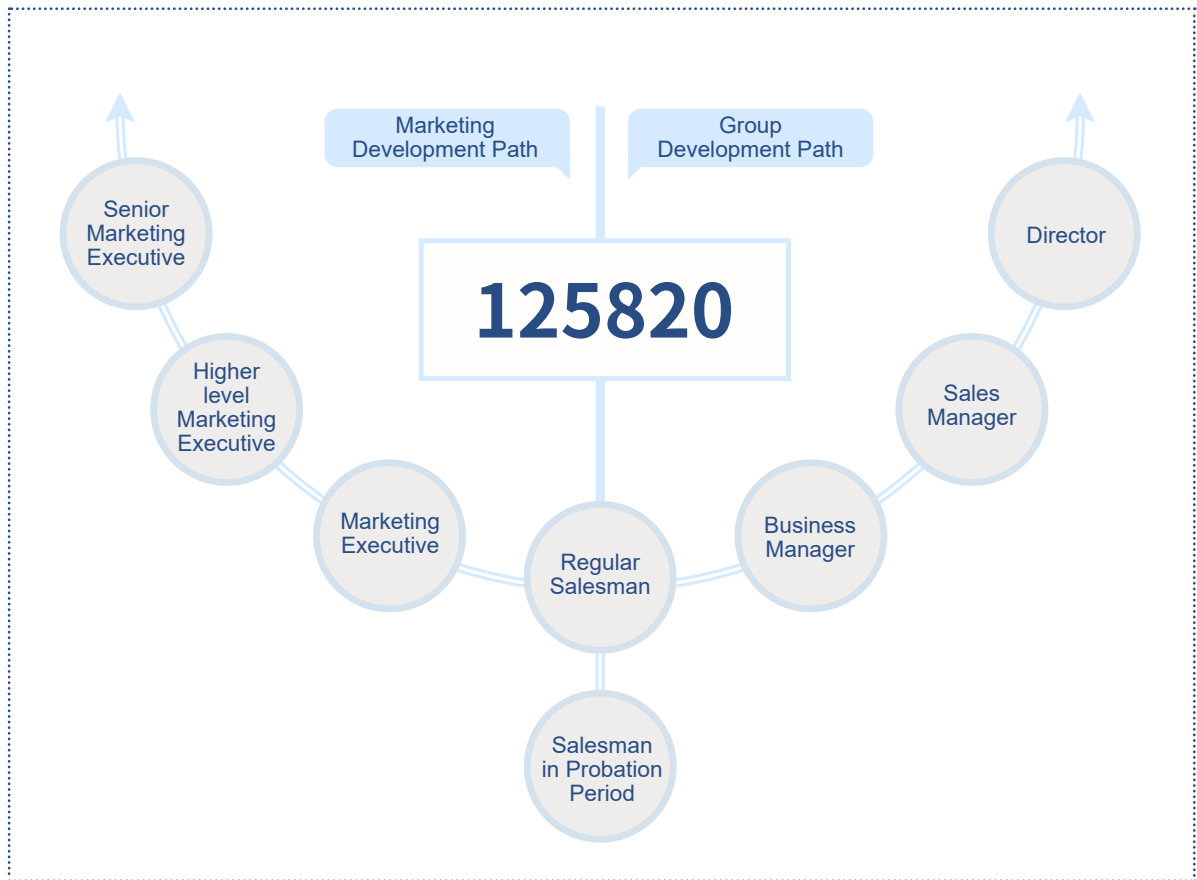 Marketing
Development Path
Group
Development Path
125820
Senior
Marketing
Executive
Higher
level
Marketing
Executive
Marketing
Executive
Regular
Salesman
Business
Manager
Sales
Manager
Director
Salesman
in Probation
Period